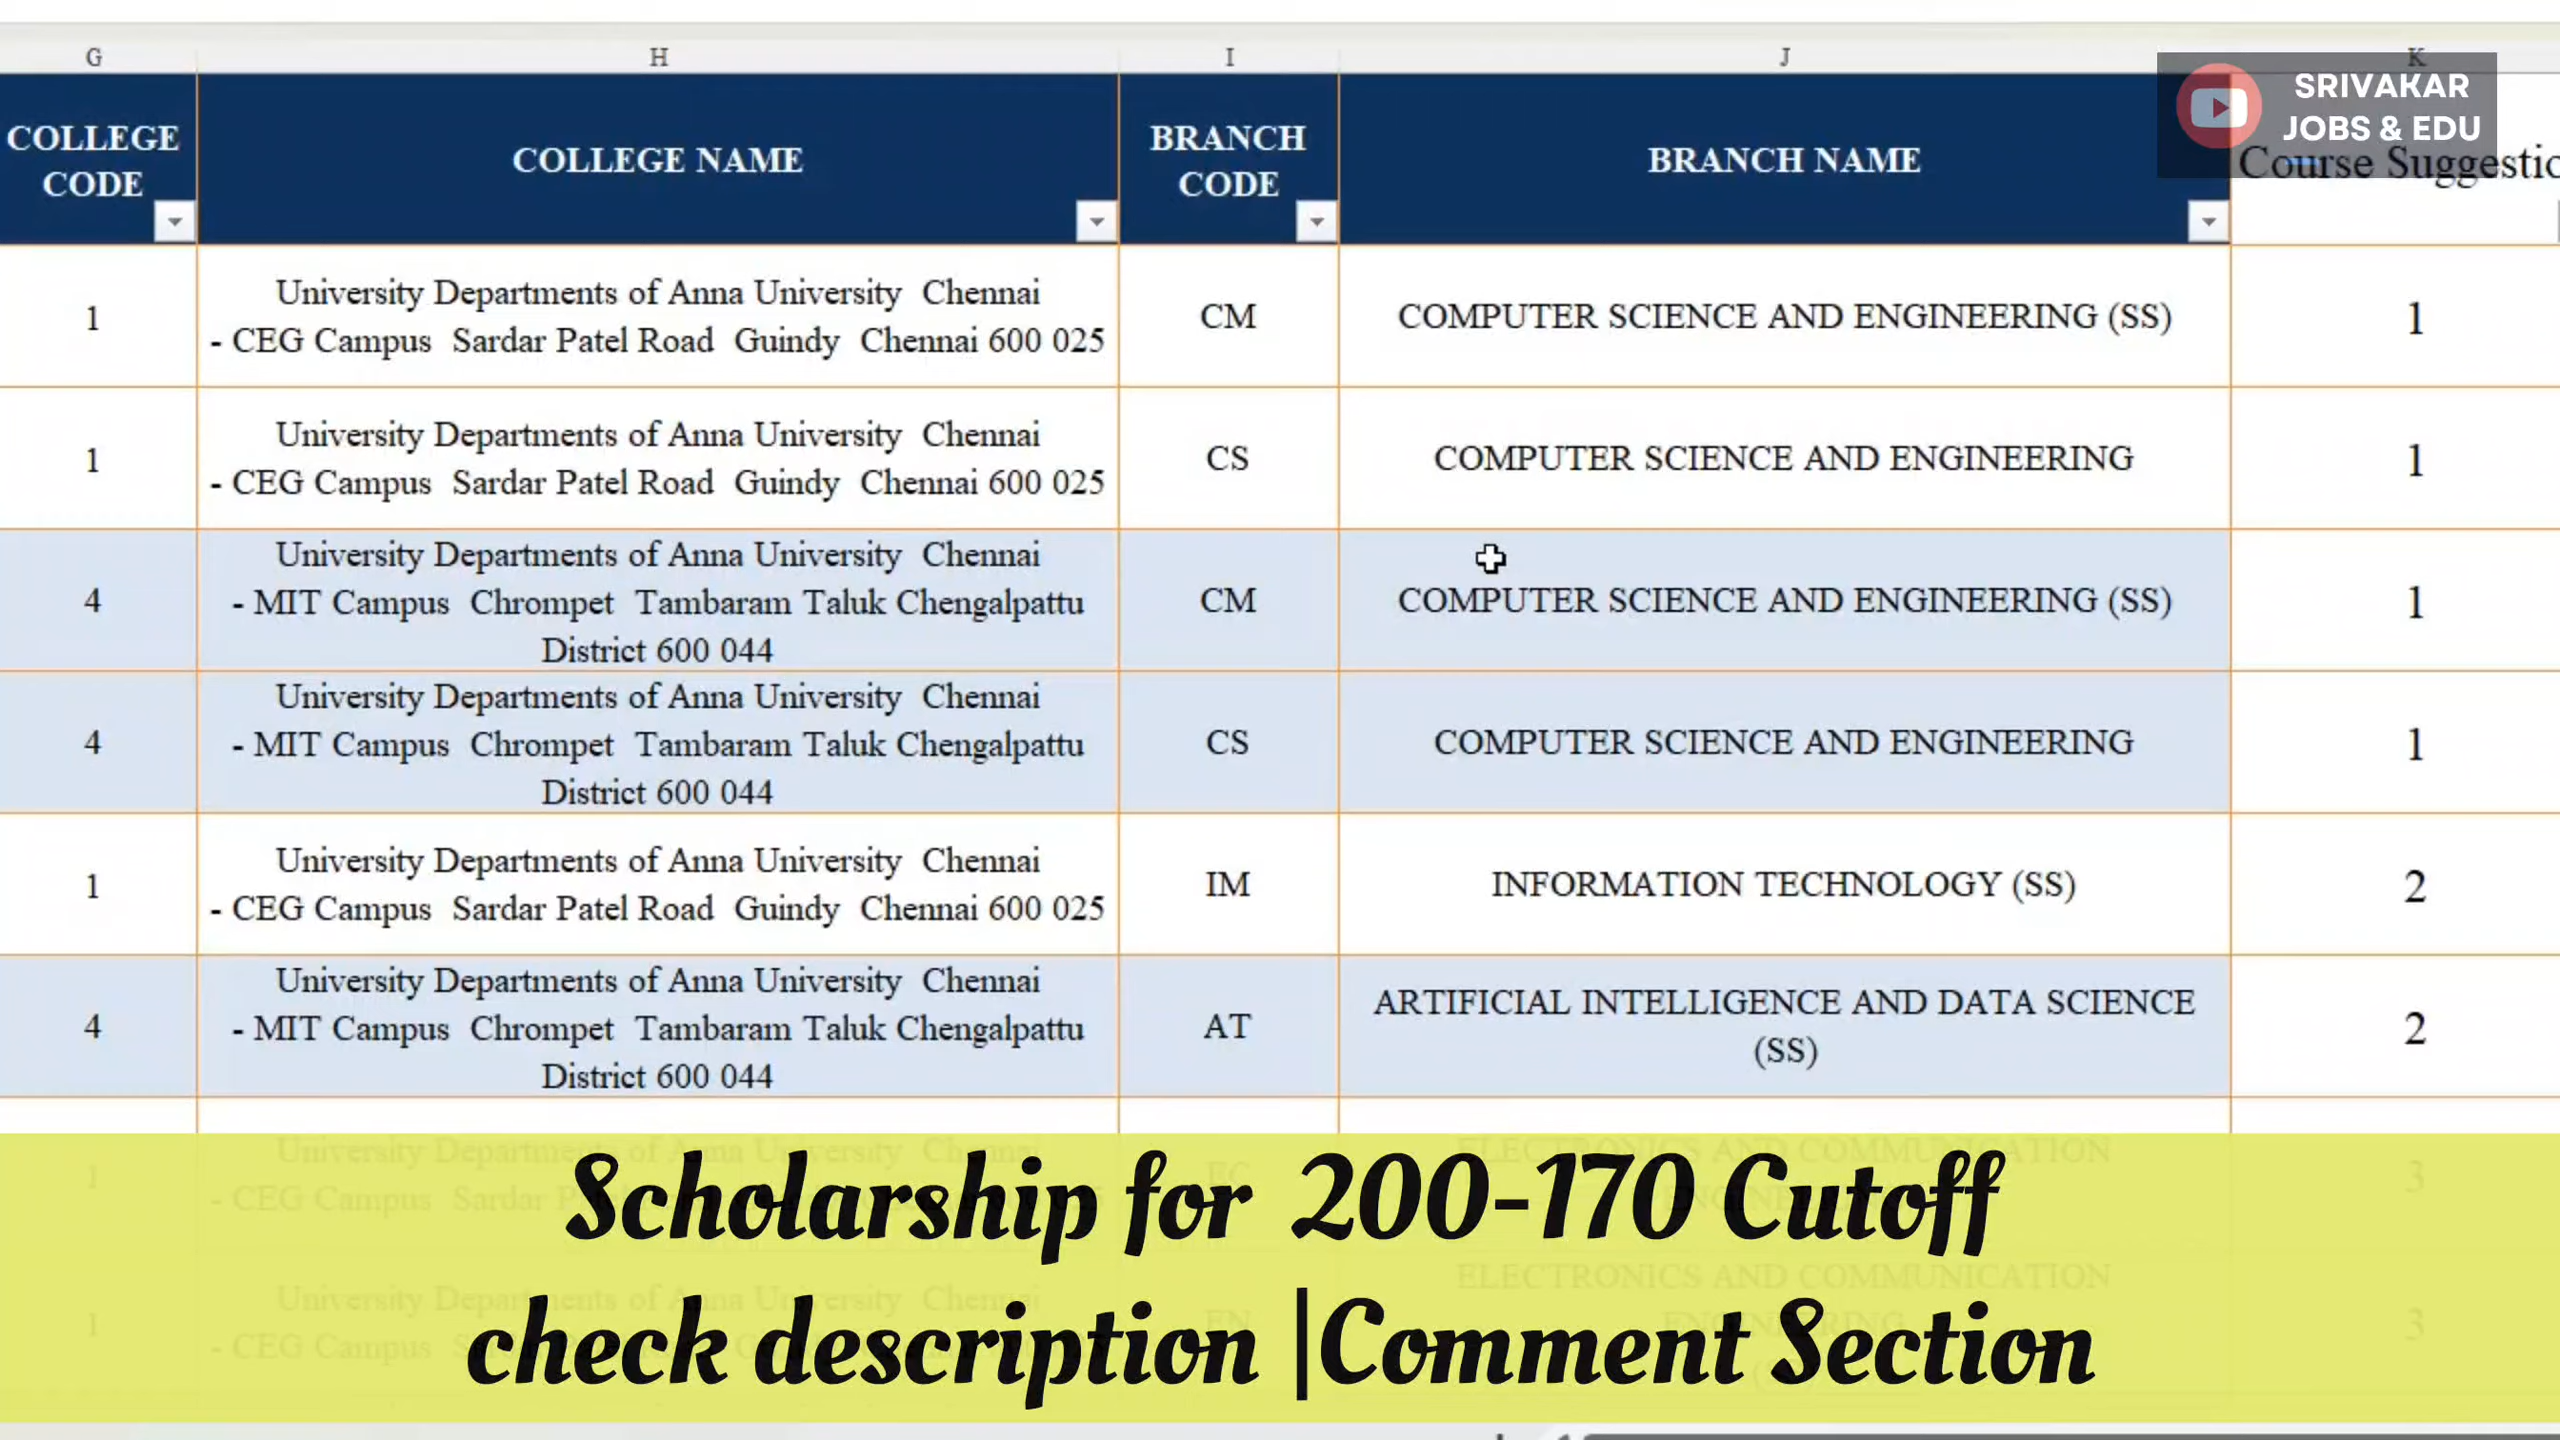 G H I J K
SRIVAKAR
JOBS & EDU
COLLEGE
CODE
COLLEGE NAME
BRANCH
CODE
BRANCH NAME
Course Suggestio
1
University Departments of Anna University Chennai
- CEG Campus Sardar Patel Road Guindy Chennai 600 025
CM
COMPUTER SCIENCE AND ENGINEERING (SS)
1
1
University Departments of Anna University Chennai
- CEG Campus Sardar Patel Road Guindy Chennai 600 025
CS
COMPUTER SCIENCE AND ENGINEERING
1
4
University Departments of Anna University Chennai
- MIT Campus Chrompet Tambaram Taluk Chengalpattu
District 600 044
CM
COMPUTER SCIENCE AND ENGINEERING (SS)
1
4
University Departments of Anna University Chennai
- MIT Campus Chrompet Tambaram Taluk Chengalpattu
District 600 044
CS
COMPUTER SCIENCE AND ENGINEERING
1
1
University Departments of Anna University Chennai
- CEG Campus Sardar Patel Road Guindy Chennai 600 025
IM
INFORMATION TECHNOLOGY (SS)
2
4
University Departments of Anna University Chennai
- MIT Campus Chrompet Tambaram Taluk Chengalpattu
District 600 044
AT
ARTIFICIAL INTELLIGENCE AND DATA SCIENCE
(SS)
2
Scholarship for 200-170 Cutoff
check description |Comment Section